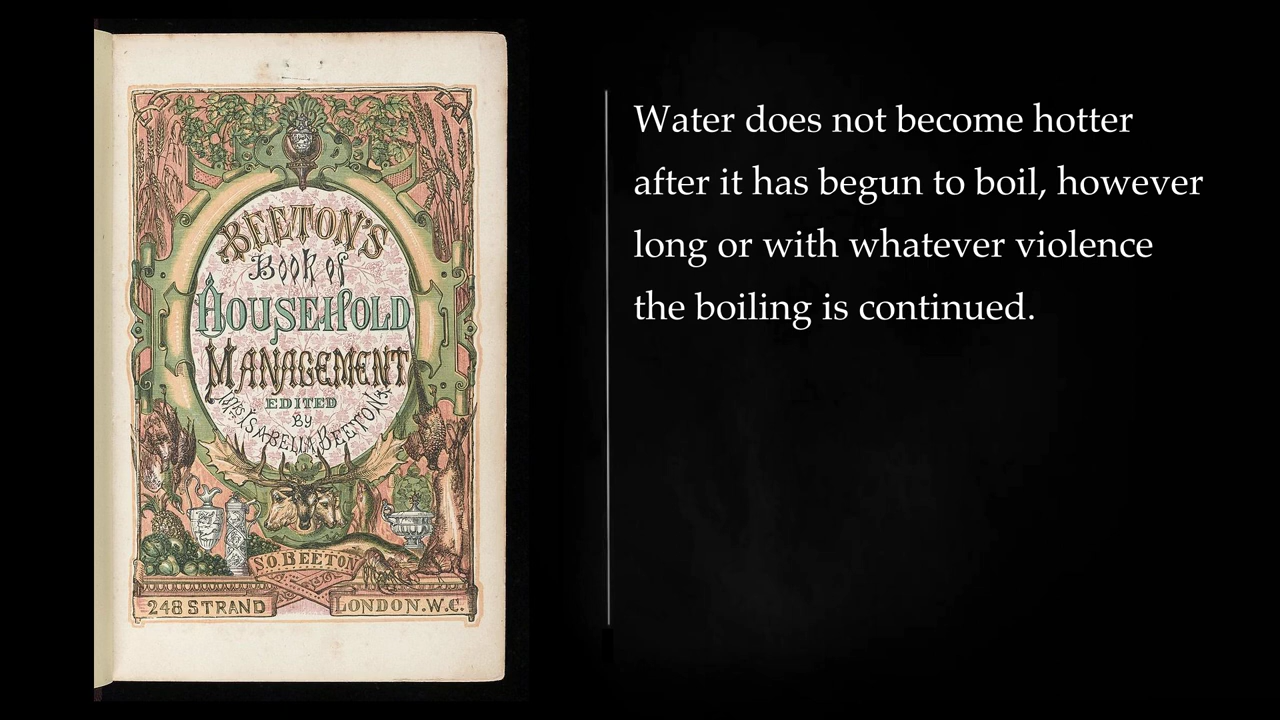 BEETON'S
Book of
HOUSEHOLD
MANAGEMENT
EDITED
BY
MRS ISABELLA BEETON
S.O. BEETON
248 STRAND
LONDON. W.C.
Water does not become hotter
after it has begun to boil, however
long or with whatever violence
the boiling is continued.